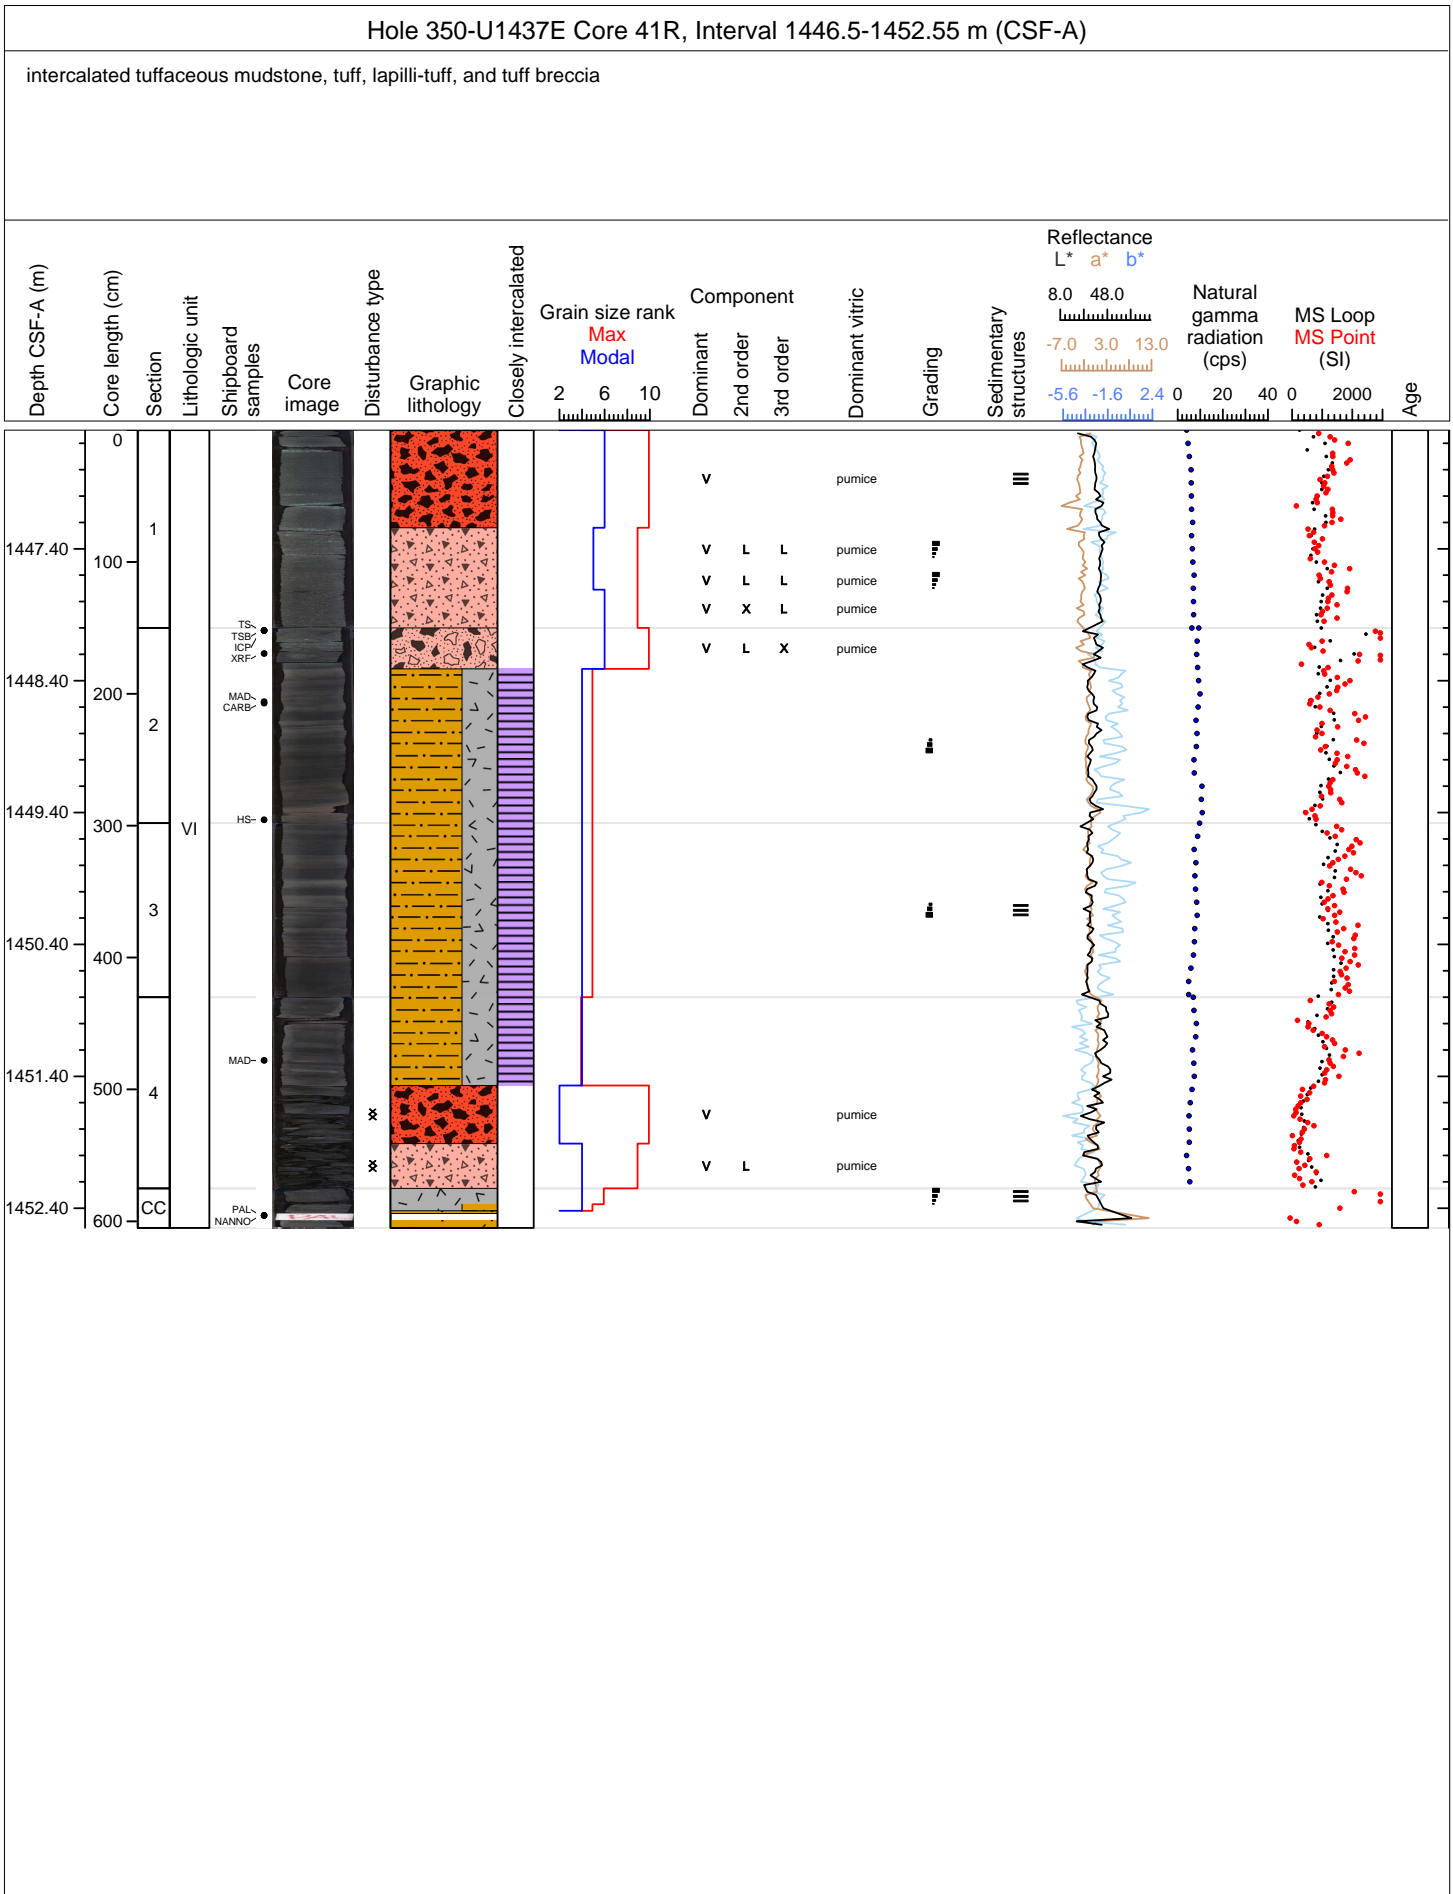 Hole 350-U1437E Core 41R, Interval 1446.5-1452.55 m (CSF-A)
intercalated tuffaceous mudstone, tuff, lapilli-tuff, and tuff breccia
Depth CSF-A (m)
Core length (cm)
Section
Lithologic unit
Shipboard
samples
Core
image
Disturbance type
Graphic
lithology
Closely intercalated
Grain size rank
Max
Modal
2 6 10
Component
Dominant
2nd order
3rd order
Dominant vitric
Grading
Sedimentary
structures
Reflectance
L* a* b*
8.0 48.0
-7.0 3.0 13.0
-5.6 -1.6 2.4
Natural
gamma
radiation
(cps)
0 20 40
MS Loop
MS Point
(SI)
0 2000
Age
0
V pumice
1
1447.40
V L L pumice
100
V L L pumice
V X L pumice
TS
TSB
ICP
XRF
V L X pumice
1448.40
200
MAD
CARB
2
1449.40
300
HS
VI
3
1450.40
400
MAD
1451.40
500
4
V pumice
V L pumice
CC
1452.40
600
PAL
NANNO